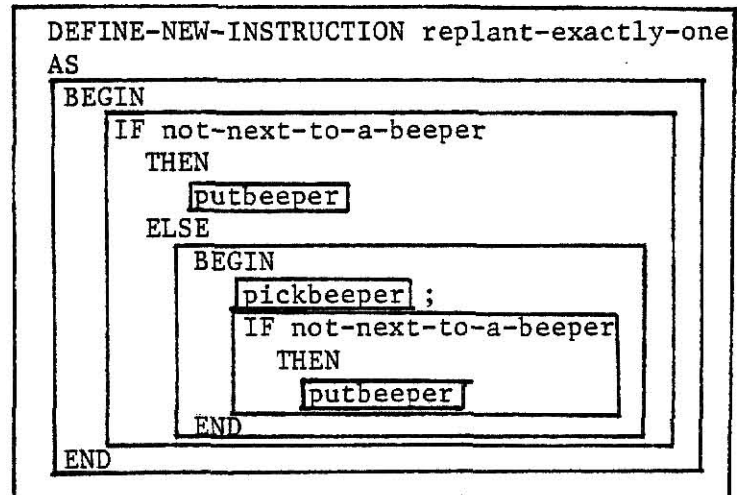 DEFINE-NEW-INSTRUCTION replant-exactly-one
AS
BEGIN
IF not-next-to-a-beeper
THEN
putbeeper
ELSE
BEGIN
pickbeeper ;
IF not-next-to-a-beeper
THEN
putbeeper
END
END